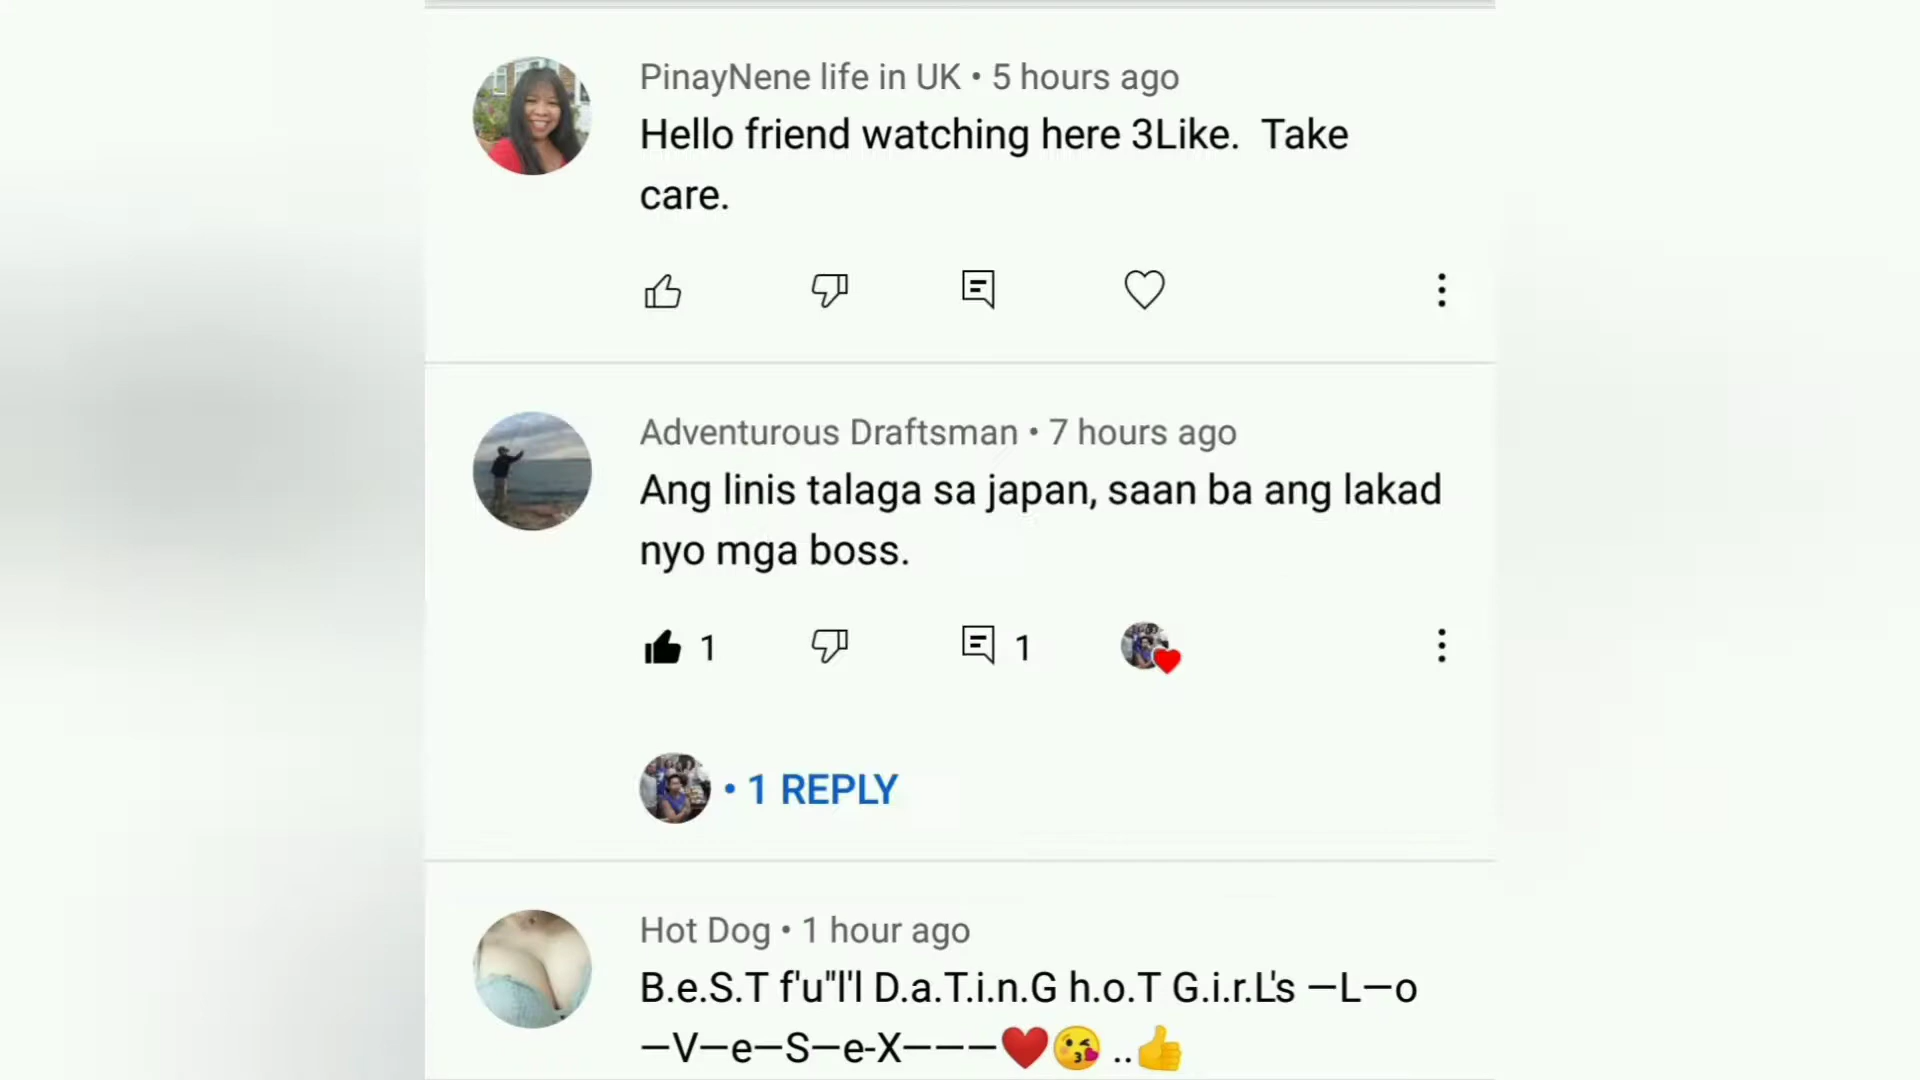 PinayNene life in UK • 5 hours ago
Hello friend watching here 3Like.  Take
care.
Adventurous Draftsman • 7 hours ago
Ang linis talaga sa japan, saan ba ang lakad
nyo mga boss.
1 1
• 1 REPLY
Hot Dog • 1 hour ago
B.e.S.T f'u"l'l D.a.T.i.n.G h.o.T G.i.r.L's —L—o
—V—e—S—e-X———❤️😘 ..👍